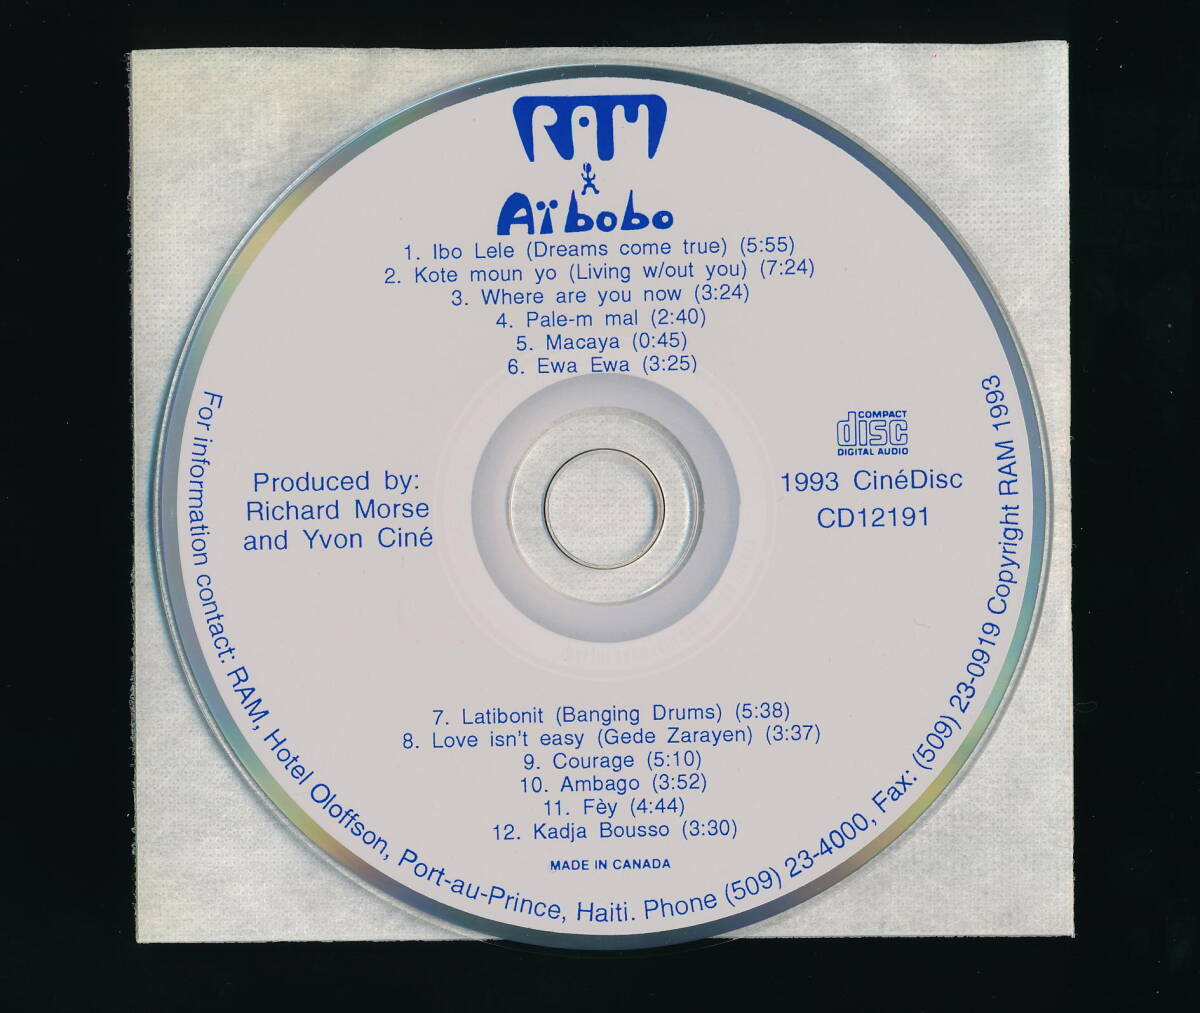 RAM
Aïbobo
1. Ibo Lele (Dreams come true) (5:55)
2. Kote moun yo (Living w/out you) (7:24)
3. Where are you now (3:24)
4. Pale-m mal (2:40)
5. Macaya (0:45)
6. Ewa Ewa (3:25)
Produced by:
Richard Morse
and Yvon Ciné
COMPACT
disc
DIGITAL AUDIO
1993 CinéDisc
CD12191
7. Latibonit (Banging Drums) (5:38)
8. Love isn't easy (Gede Zarayen) (3:37)
9. Courage (5:10)
10. Ambago (3:52)
11. Fèy (4:44)
12. Kadja Bousso (3:30)
MADE IN CANADA
For information contact: RAM, Hotel Oloffson, Port-au-Prince, Haiti. Phone (509) 23-4000, Fax: (509) 23-0919 Copyright RAM 1993